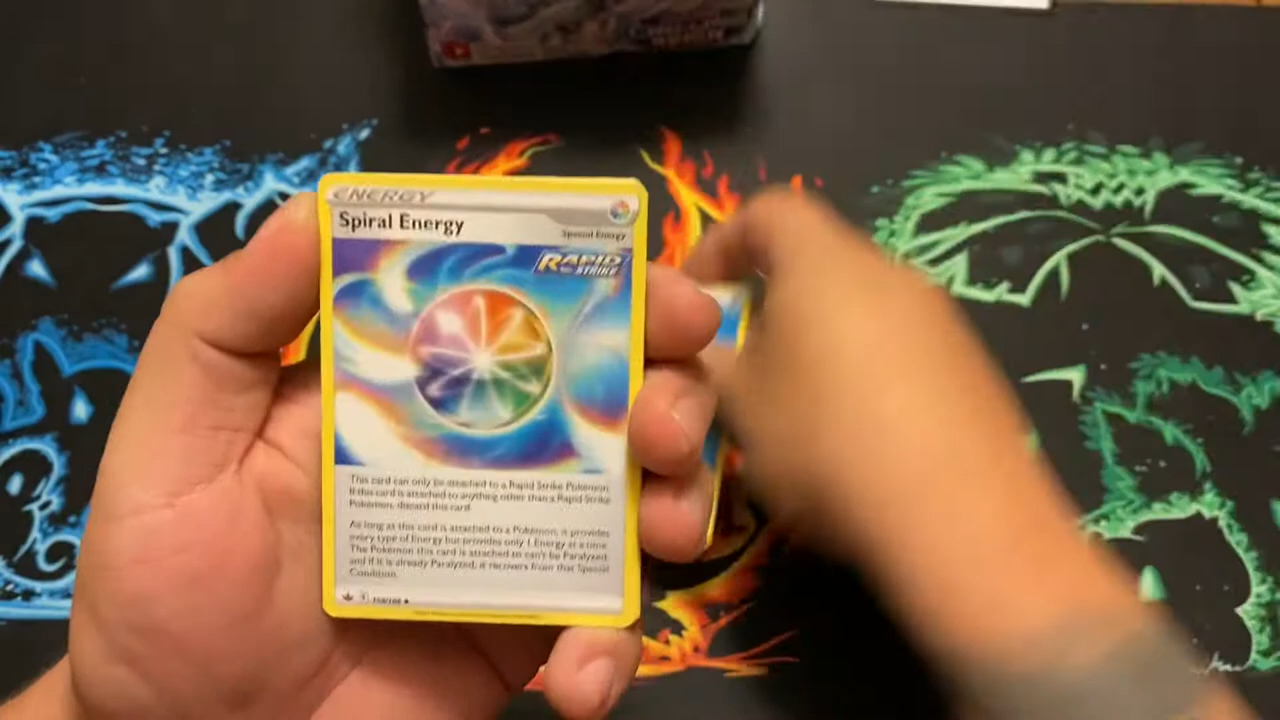 ENERGY
Spiral Energy
Special Energy
RAPID
STRIKE
This card can only be attached to a Rapid Strike Pokémon.
If this card is attached to anything other than a Rapid Strike
Pokémon, discard this card.
As long as this card is attached to a Pokémon, it provides
every type of Energy but provides only 1 Energy at a time.
The Pokémon this card is attached to can't be Paralyzed,
and if it is already Paralyzed, it recovers from that Special
Condition.